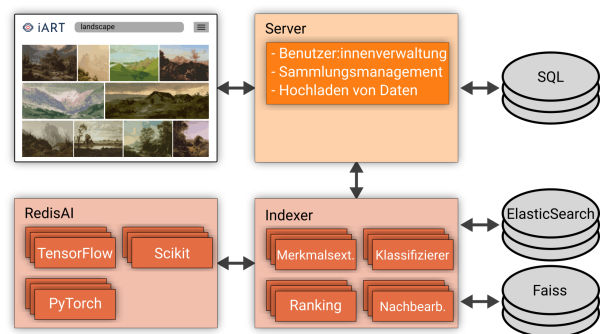 iART
landscape
Server
- Benutzer:innenverwaltung
- Sammlungsmanagement
- Hochladen von Daten
SQL
RedisAI
TensorFlow
Scikit
PyTorch
Indexer
Merkmalsext.
Klassifizierer
Ranking
Nachbearb.
ElasticSearch
Faiss